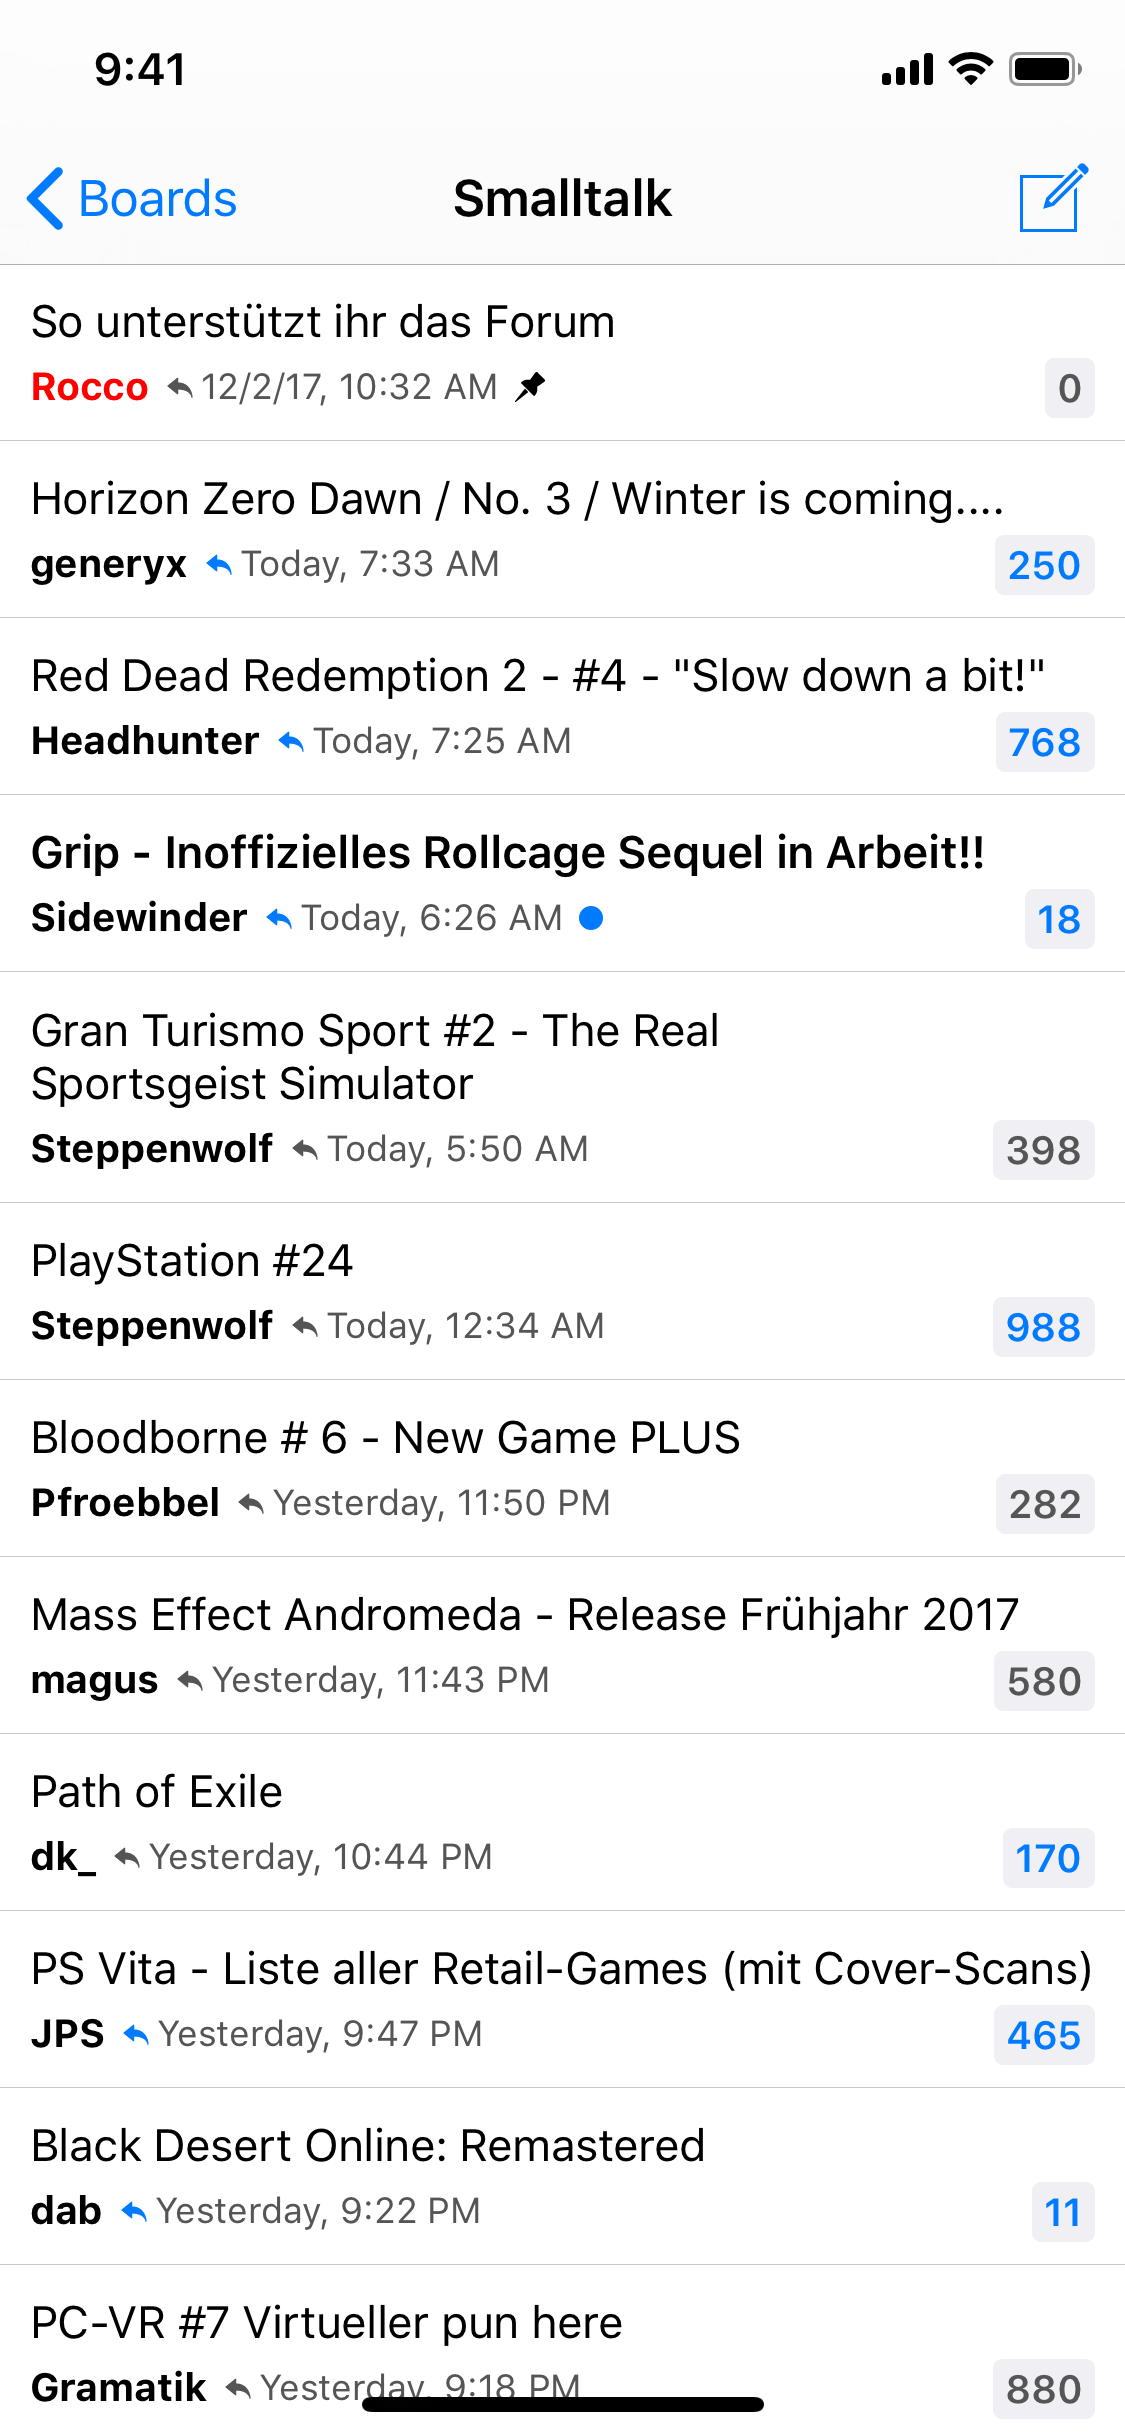 9:41
Boards
Smalltalk
So unterstützt ihr das Forum
Rocco 12/2/17, 10:32 AM
0
Horizon Zero Dawn / No. 3 / Winter is coming....
generyx Today, 7:33 AM
250
Red Dead Redemption 2 - #4 - "Slow down a bit!"
Headhunter Today, 7:25 AM
768
Grip - Inoffizielles Rollcage Sequel in Arbeit!!
Sidewinder Today, 6:26 AM
18
Gran Turismo Sport #2 - The Real
Sportsgeist Simulator
Steppenwolf Today, 5:50 AM
398
PlayStation #24
Steppenwolf Today, 12:34 AM
988
Bloodborne # 6 - New Game PLUS
Pfroebbel Yesterday, 11:50 PM
282
Mass Effect Andromeda - Release Frühjahr 2017
magus Yesterday, 11:43 PM
580
Path of Exile
dk_ Yesterday, 10:44 PM
170
PS Vita - Liste aller Retail-Games (mit Cover-Scans)
JPS Yesterday, 9:47 PM
465
Black Desert Online: Remastered
dab Yesterday, 9:22 PM
11
PC-VR #7 Virtueller pun here
Gramatik Yesterday, 9:18 PM
880